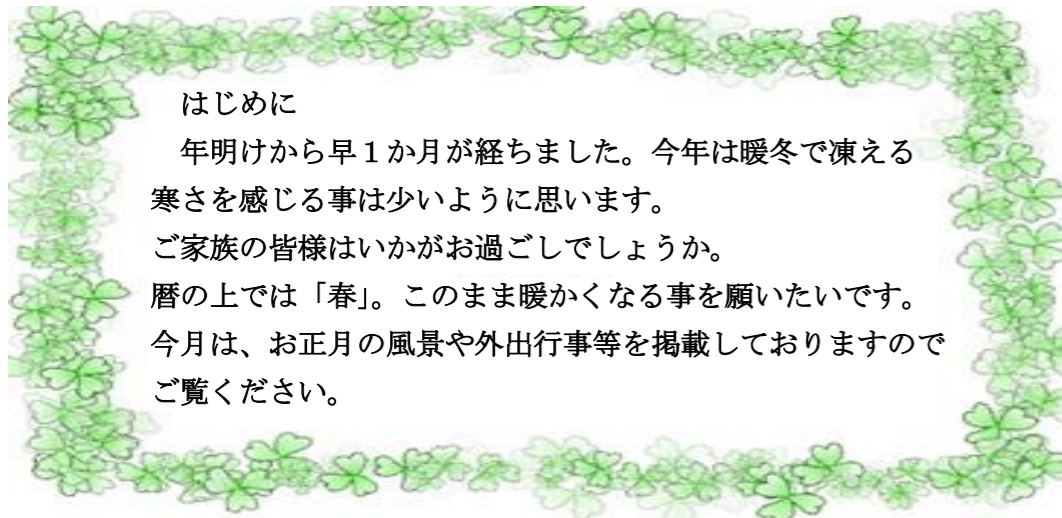 はじめに
年明けから早１か月が経ちました。今年は暖冬で凍える
寒さを感じる事は少いように思います。
ご家族の皆様はいかがお過ごしでしょうか。
暦の上では「春」。このまま暖かくなる事を願いたいです。
今月は、お正月の風景や外出行事等を掲載しておりますので
ご覧ください。